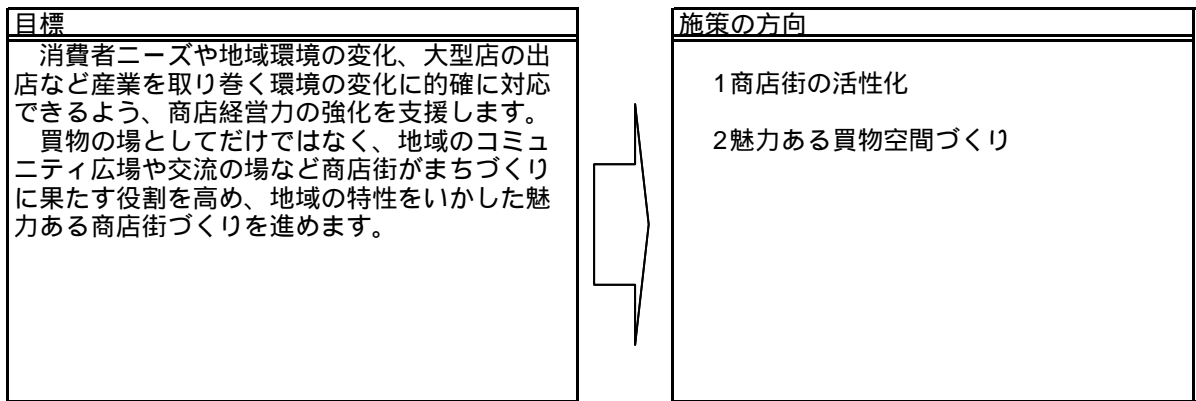 目標
　消費者ニーズや地域環境の変化、大型店の出
店など産業を取り巻く環境の変化に的確に対応
できるよう、商店経営力の強化を支援します。
　買物の場としてだけではなく、地域のコミュ
ニティ広場や交流の場など商店街がまちづくり
に果たす役割を高め、地域の特性をいかした魅
力ある商店街づくりを進めます。
施策の方向
1商店街の活性化
2魅力ある買物空間づくり